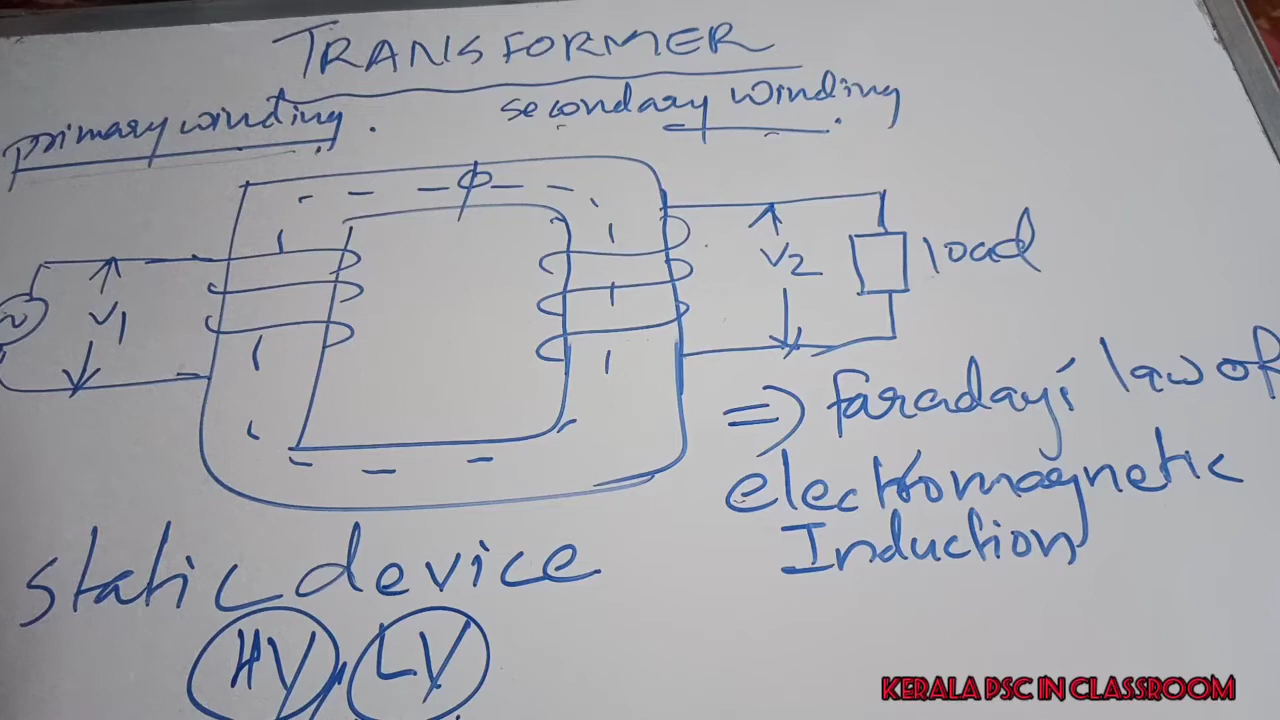 TRANSFORMER
primary winding.
secondary winding
ϕ
V1
V2
load
=> faraday's law of
electromagnetic
Induction
static device
HV, LV
KERALA PSC IN CLASSROOM